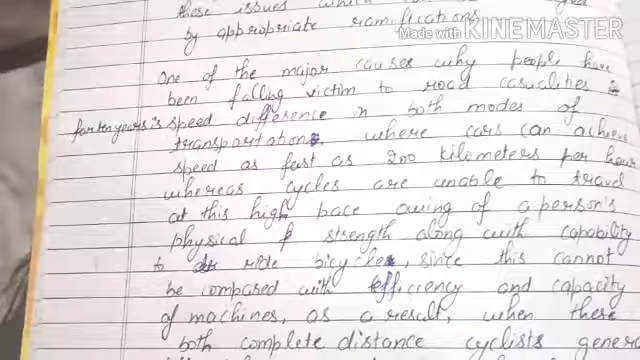 these issues which
by appropriate ramifications
Made with KINEMASTER
One of the major causes why people have
been falling victim to road casualities
for ten years is speed difference in both modes of
transportation. where cars can achieve
speed as fast as 200 kilometers per hour
whereas cycles are unable to travel
at this high pace owing of a person's
physical strength along with capability
to ride bicycle, since this cannot
be compared with efficiency and capacity
of machines, as a result, when these
both complete distance cyclists gener